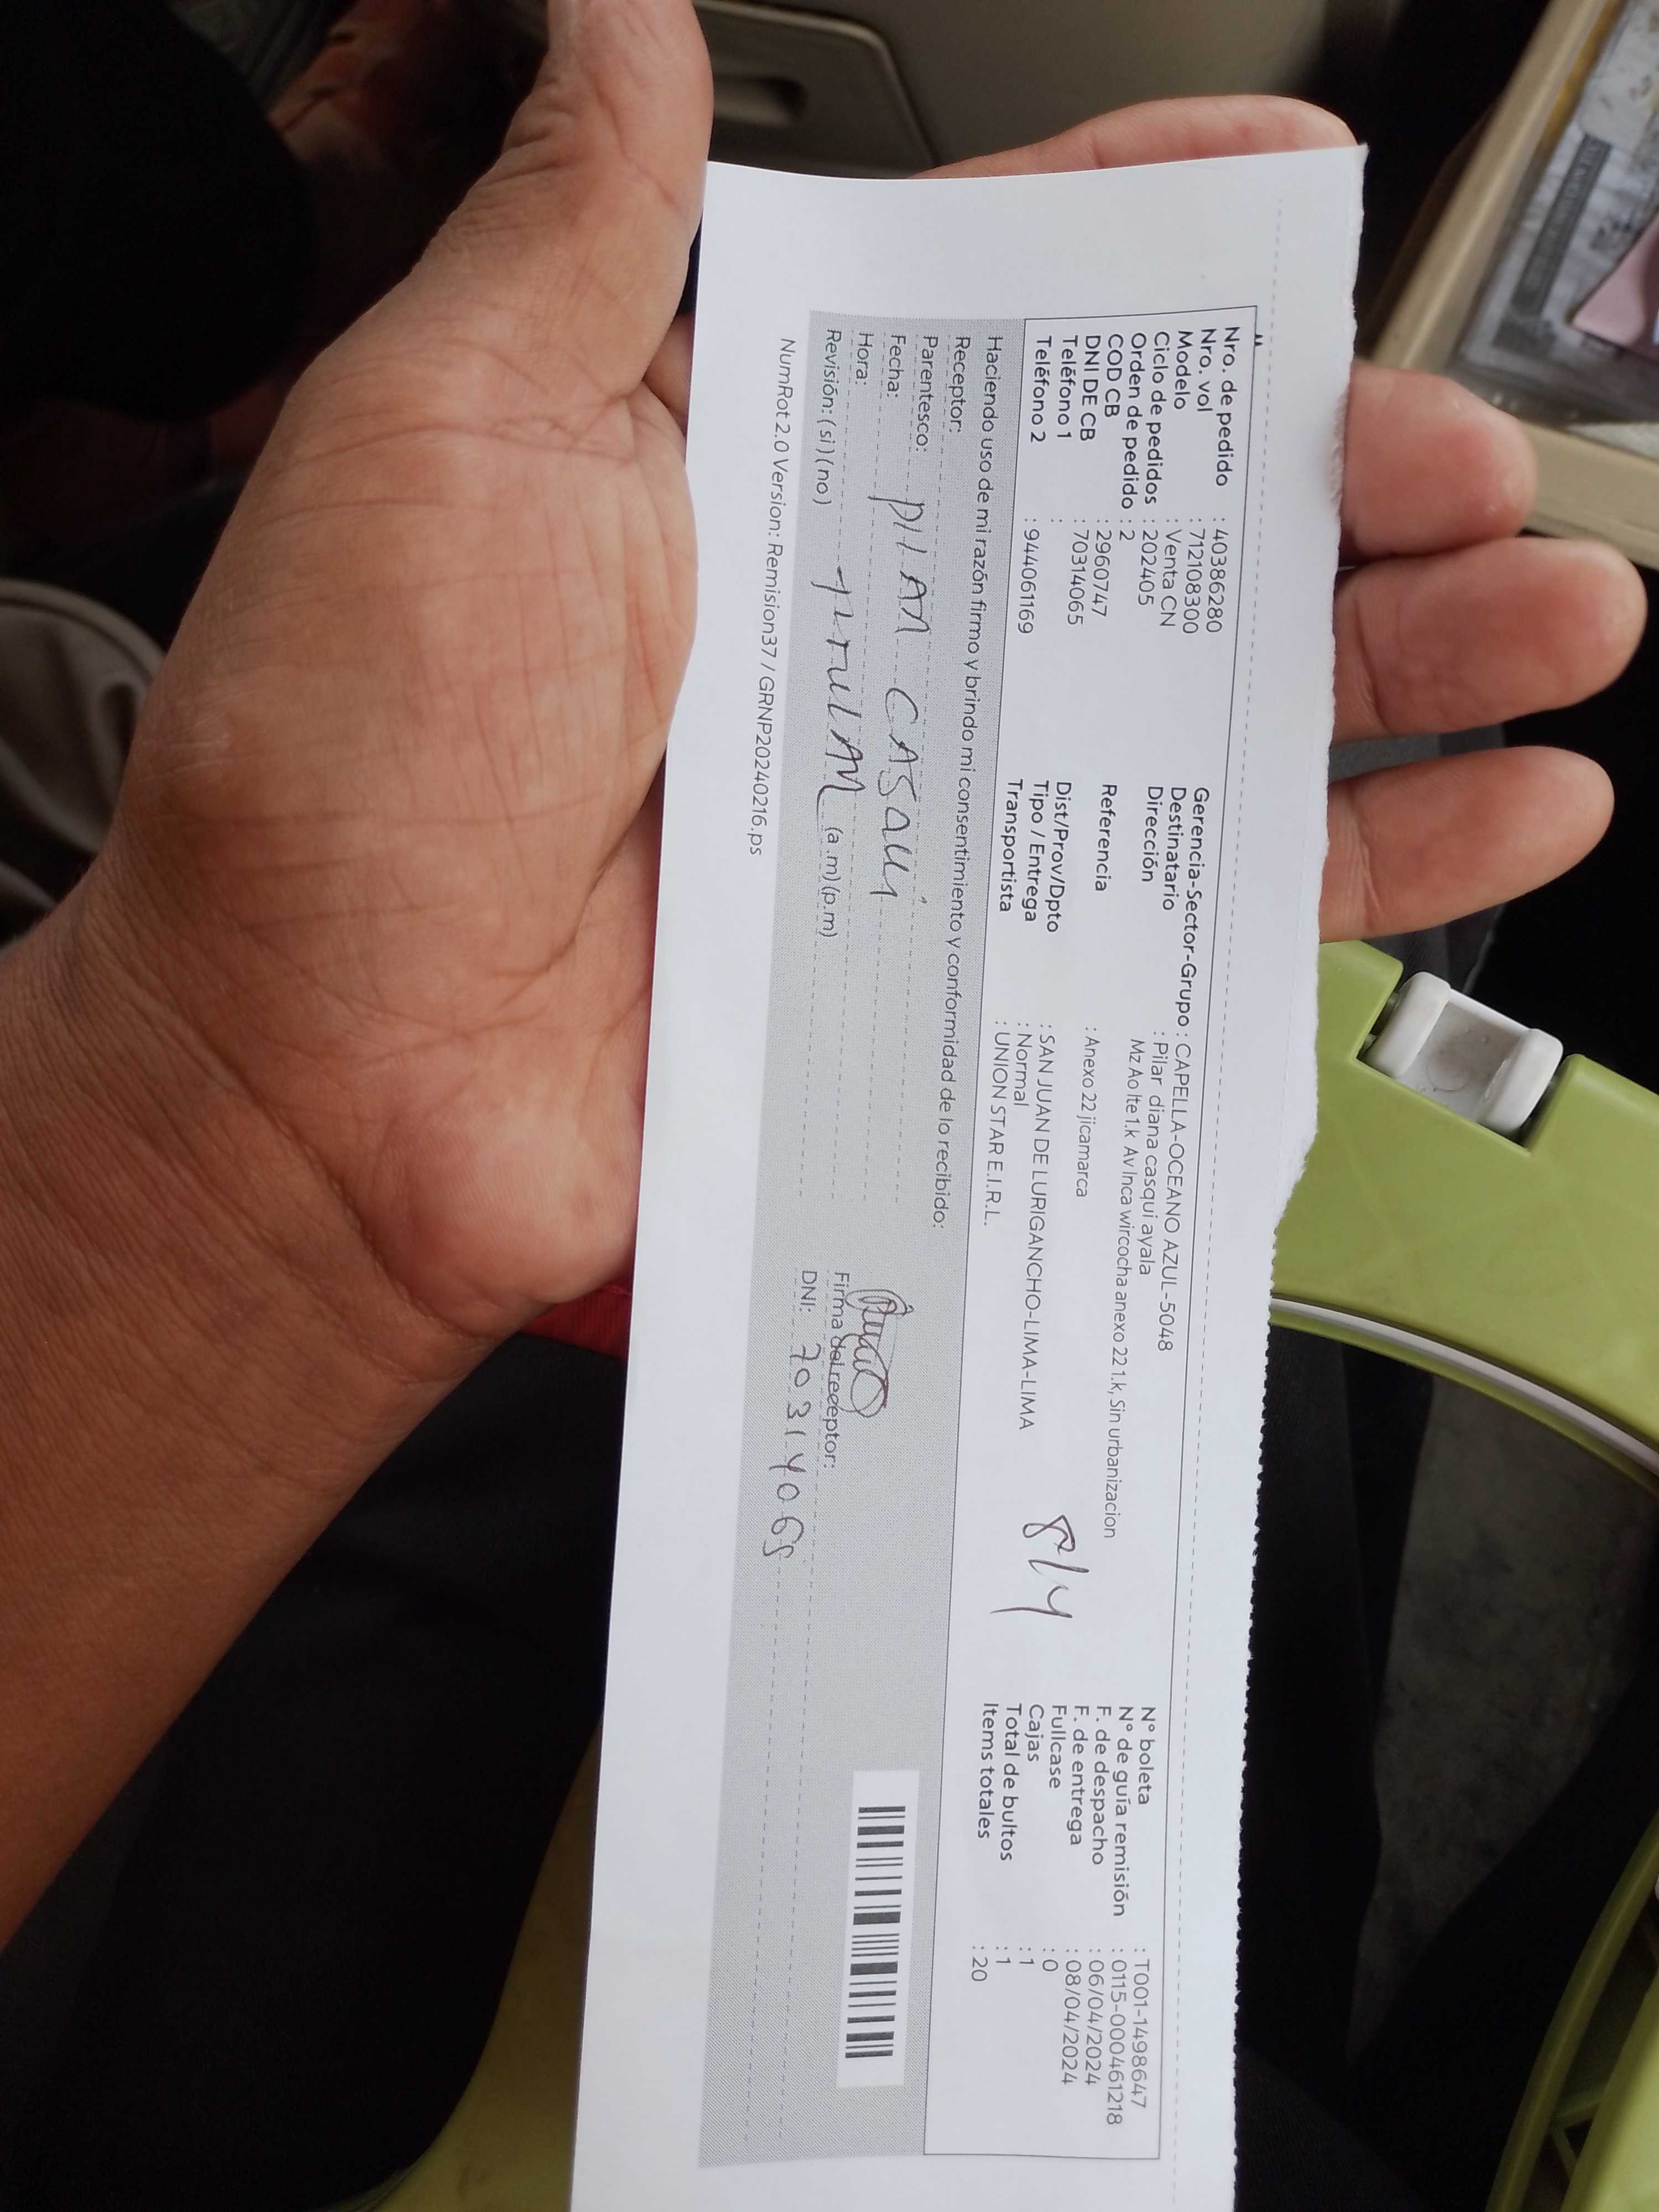 Nro. de pedido : 40386280
Nro. vol : 712108300
Modelo : Venta CN
Ciclo de pedidos : 202405
Orden de pedido : 2
COD CB : 2960747
DNI DE CB : 70314065
Teléfono 1 :
Teléfono 2 : 944061169
Gerencia-Sector-Grupo : CAPELLA-OCEANO AZUL-5048
Destinatario : Pilar diana casqui ayala
Dirección Mz Ao lte 1.k Av Inca wircocha anexo 22 1.k, Sin urbanizacion
Referencia : Anexo 22 jicamarca
Dist/Prov/Dpto : SAN JUAN DE LURIGANCHO-LIMA-LIMA
Tipo / Entrega : Normal
Transportista : UNION STAR E.I.R.L.
8/4
N° boleta : T001-1498647
N° de guía remisión : 0115-000461218
F. de despacho : 06/04/2024
F. de entrega : 08/04/2024
Fullcase : 0
Cajas : 1
Total de bultos : 1
Items totales : 20
Haciendo uso de mi razón firmo y brindo mi consentimiento y conformidad de lo recibido:
Receptor:
Parentesco:
Fecha:
Hora:
Revisión: (si) (no) (a.m) (p.m)
Firma del receptor:
DNI: 70314065
NumRot 2.0 Version: Remision37 / GRNP20240216.ps